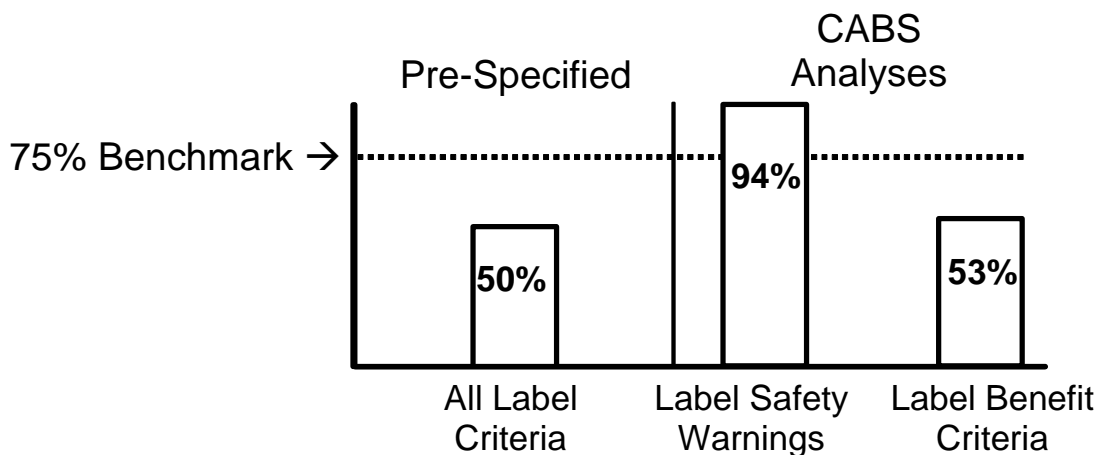 CABS
Pre-Specified Analyses
75% Benchmark →
94%
50%
53%
All Label Label Safety Label Benefit
Criteria Warnings Criteria